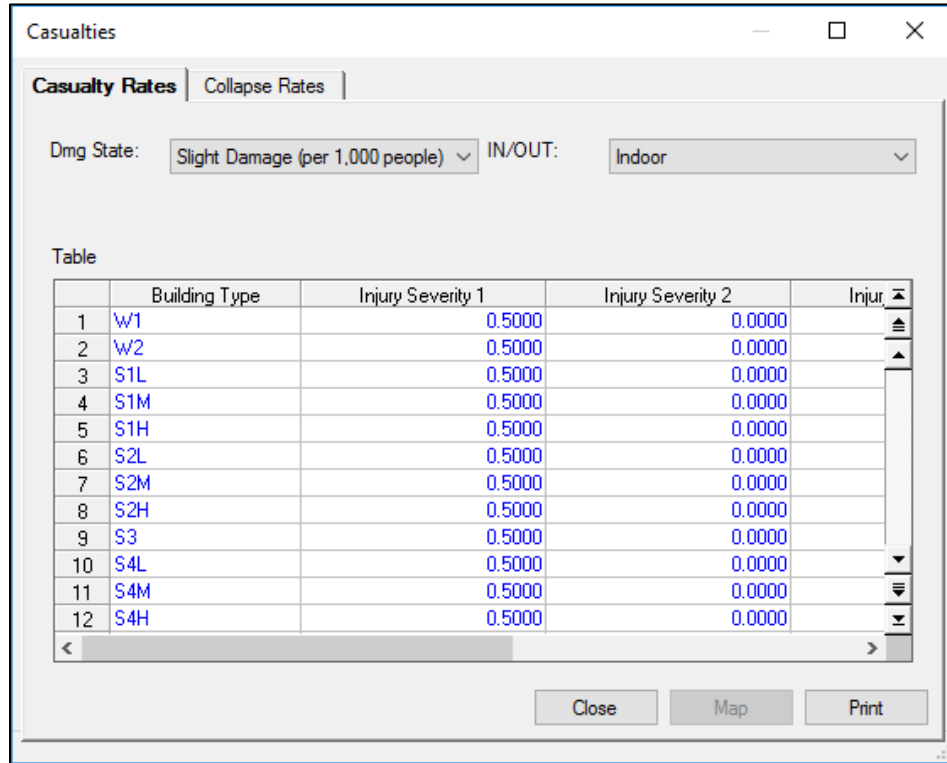 Casualties
Casualty Rates Collapse Rates
Dmg State: Slight Damage (per 1,000 people) IN/OUT: Indoor
Table
Building Type Injury Severity 1 Injury Severity 2 Injur
1 W1 0.5000 0.0000
2 W2 0.5000 0.0000
3 S1L 0.5000 0.0000
4 S1M 0.5000 0.0000
5 S1H 0.5000 0.0000
6 S2L 0.5000 0.0000
7 S2M 0.5000 0.0000
8 S2H 0.5000 0.0000
9 S3 0.5000 0.0000
10 S4L 0.5000 0.0000
11 S4M 0.5000 0.0000
12 S4H 0.5000 0.0000
Close Map Print